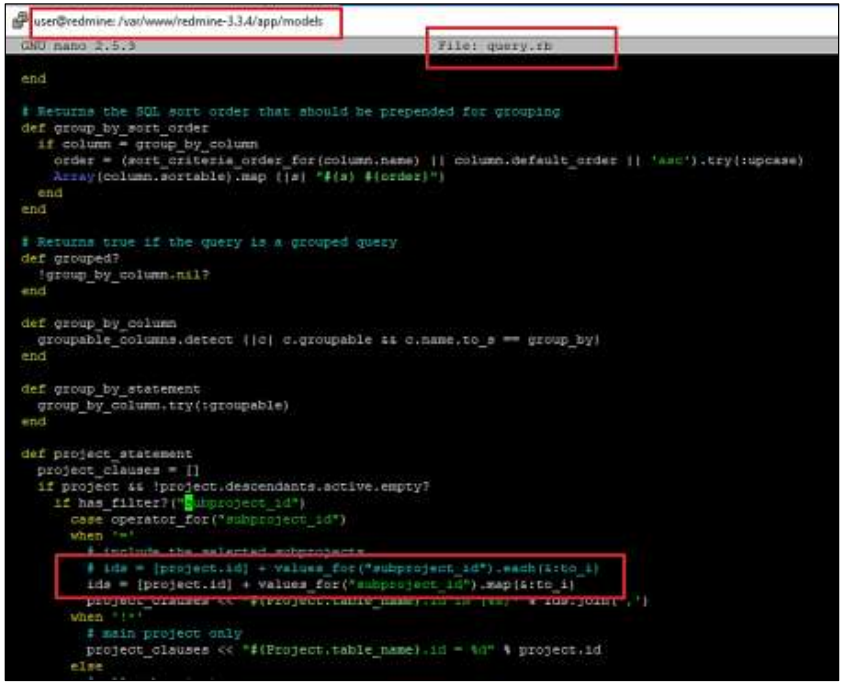 user@redmine: /var/www/redmine-3.3.4/app/models
GNU nano 2.5.3 File: query.rb
end
# Returns the SQL sort order that should be prepended for grouping
def group_by_sort_order
if column = group_by_column
order = (sort_criteria_order_for(column.name) || column.default_order || 'asc').try(:upcase)
Array(column.sortable).map {|s| "#{s} #{order}"}
end
end
# Returns true if the query is a grouped query
def grouped?
!group_by_column.nil?
end
def group_by_column
groupable_columns.detect {|c| c.groupable && c.name.to_s == group_by}
end
def group_by_statement
group_by_column.try(:groupable)
end
def project_statement
project_clauses = []
if project && !project.descendants.active.empty?
if has_filter?("subproject_id")
case operator_for("subproject_id")
when '='
# include the selected subprojects
# ids = [project.id] + values_for("subproject_id").each(&:to_i)
ids = [project.id] + values_for("subproject_id").map(&:to_i)
project_clauses << "#{Project.table_name}.id IN (%s)" % ids.join(',')
when '!*'
# main project only
project_clauses << "#{Project.table_name}.id = %d" % project.id
else